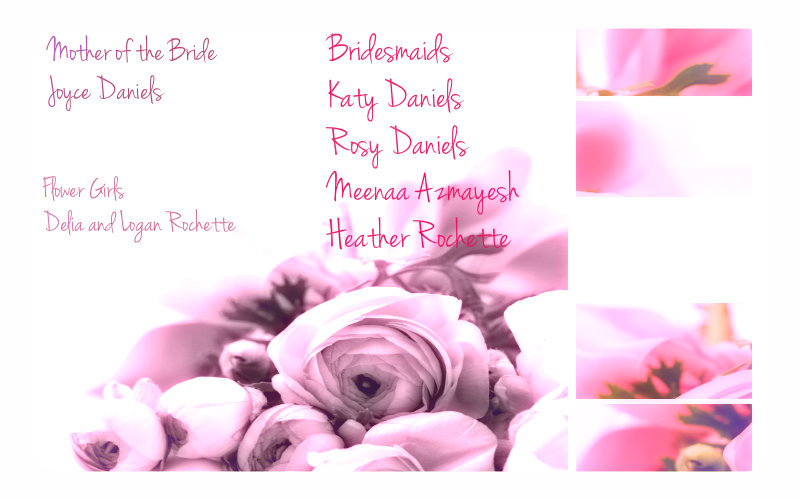 Mother of the Bride
Joyce Daniels
Flower Girls
Delia and Logan Rochette
Bridesmaids
Katy Daniels
Rosy Daniels
Meenaa Azmayesh
Heather Rochette